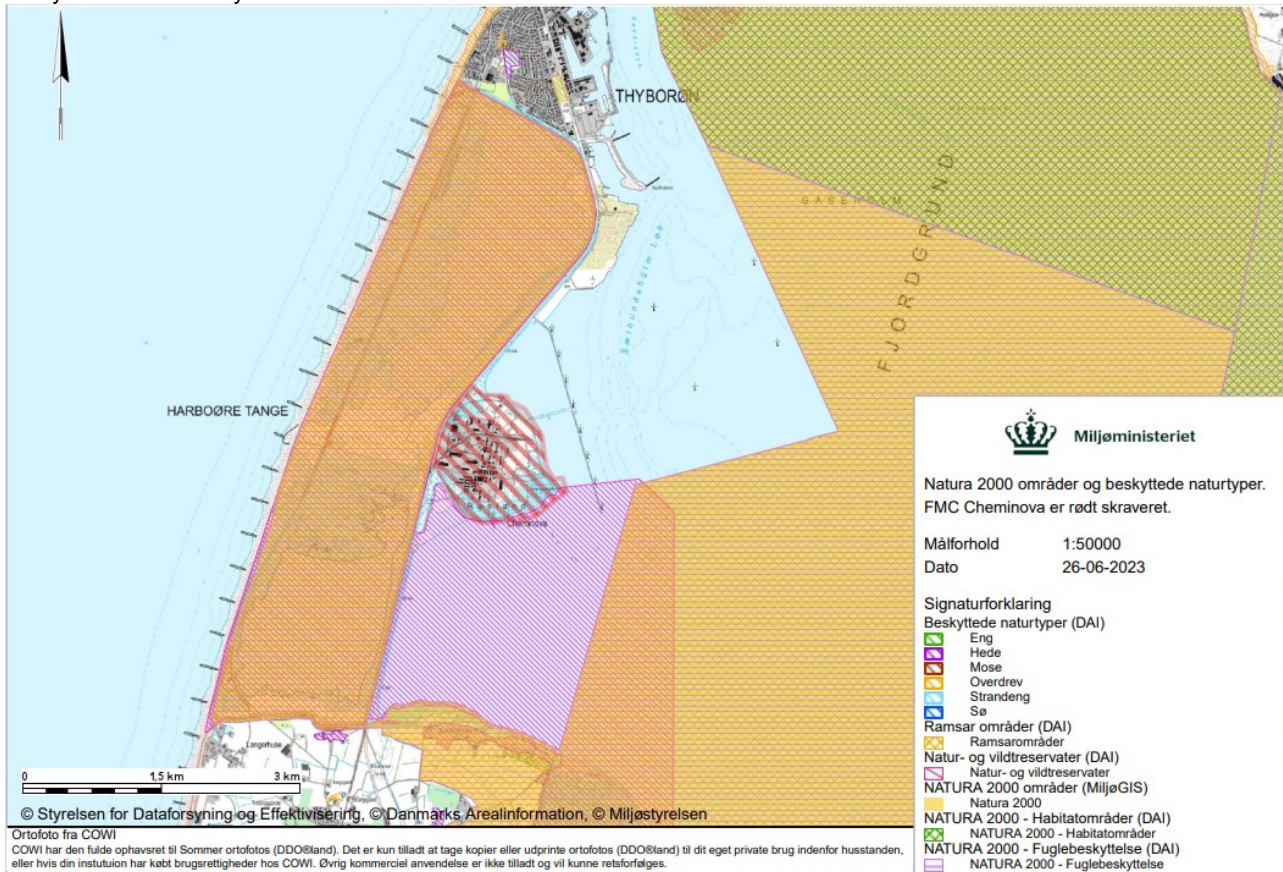 THYBORØN
GÅSEHOLM
FJORDGRUND
Sælhundeholm Løb
HARBOØRE TANGE
Rønland
Cheminova
Langerhuse
0 1,5 km 3 km
© Styrelsen for Dataforsyning og Effektivisering, © Danmarks Arealinformation, © Miljøstyrelsen
Ortofoto fra COWI
COWI har den fulde ophavsret til Sommer ortofotos (DDO®land). Det er kun tilladt at tage kopier eller udprinte ortofotos (DDO®land) til dit eget private brug indenfor husstanden,
eller hvis din instutuion har købt brugsrettigheder hos COWI. Øvrig kommerciel anvendelse er ikke tilladt og vil kunne retsforfølges.
Miljøministeriet
Natura 2000 områder og beskyttede naturtyper.
FMC Cheminova er rødt skraveret.
Målforhold 1:50000
Dato 26-06-2023
Signaturforklaring
Beskyttede naturtyper (DAI)
Eng
Hede
Mose
Overdrev
Strandeng
Sø
Ramsar områder (DAI)
Ramsarområder
Natur- og vildtreservater (DAI)
Natur- og vildtreservater
NATURA 2000 områder (MiljøGIS)
Natura 2000
NATURA 2000 - Habitatområder (DAI)
NATURA 2000 - Habitatområder
NATURA 2000 - Fuglebeskyttelse (DAI)
NATURA 2000 - Fuglebeskyttelse